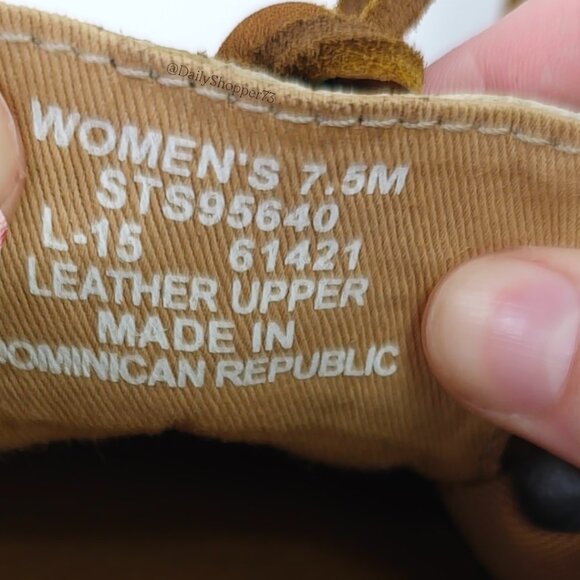 @DailyShopper73
WOMEN'S 7.5M
STS95640
L-15 61421
LEATHER UPPER
MADE IN
DOMINICAN REPUBLIC